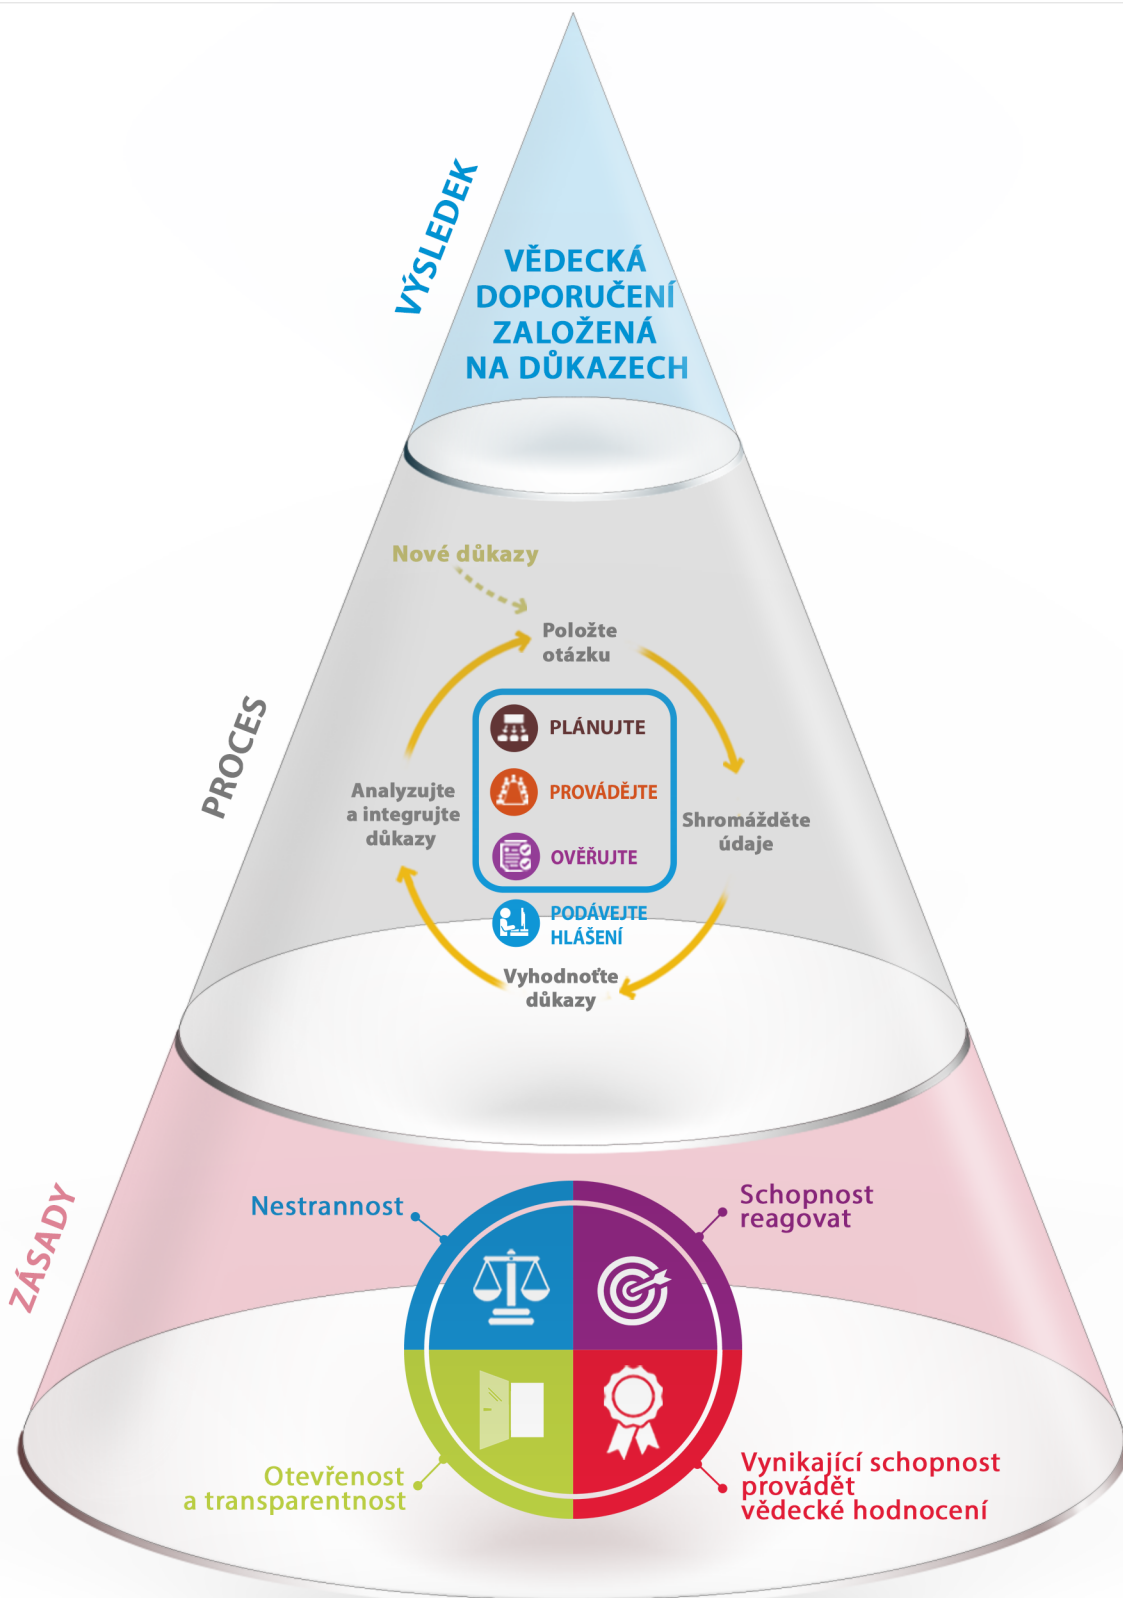 VÝSLEDEK
VĚDECKÁ
DOPORUČENÍ
ZALOŽENÁ
NA DŮKAZECH
PROCES
Nové důkazy
Položte
otázku
Shromážděte
údaje
Vyhodnoťte
důkazy
Analyzujte
a integrujte
důkazy
PLÁNUJTE
PROVÁDĚJTE
OVĚŘUJTE
PODÁVEJTE
HLÁŠENÍ
ZÁSADY
Nestrannost
Schopnost
reagovat
Otevřenost
a transparentnost
Vynikající schopnost
provádět
vědecké hodnocení